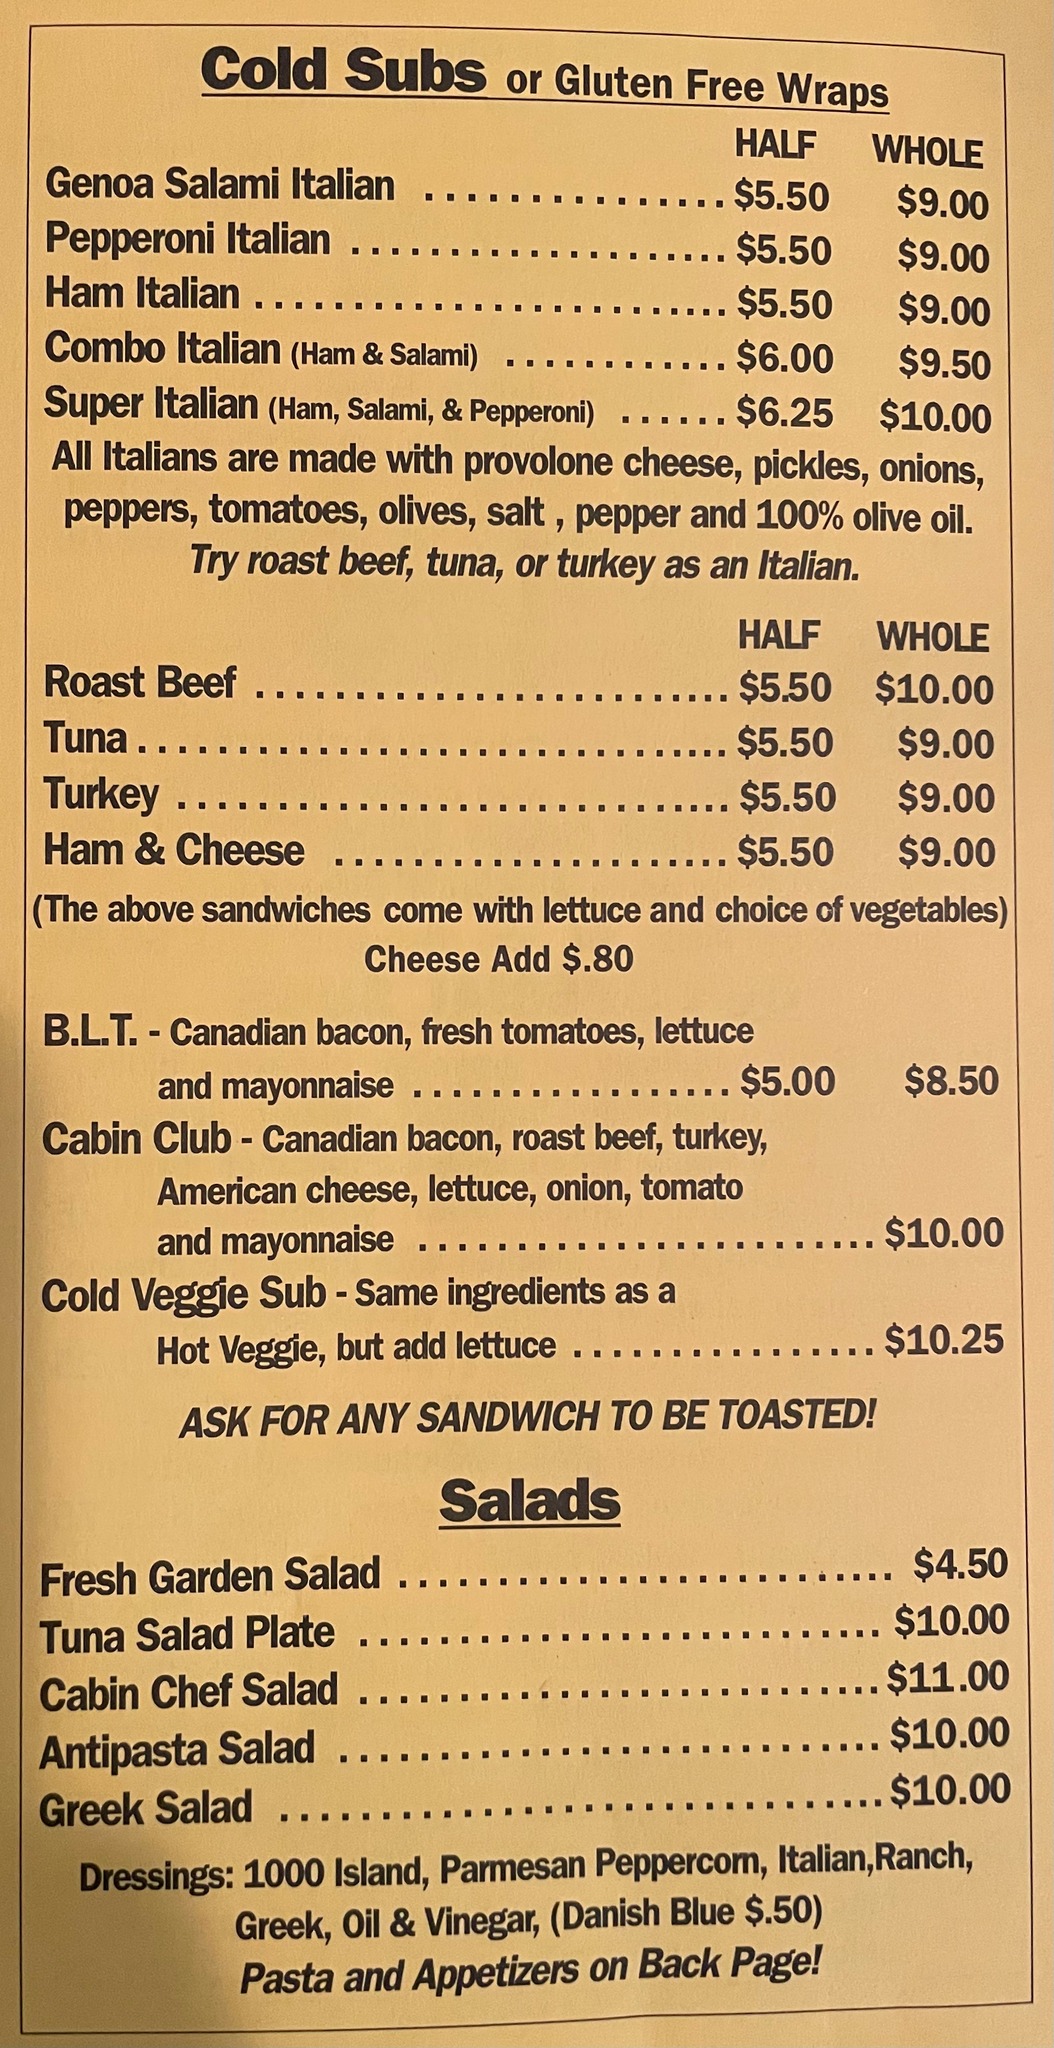 Cold Subs or Gluten Free Wraps
HALF WHOLE
Genoa Salami Italian ............... $5.50 $9.00
Pepperoni Italian ................... $5.50 $9.00
Ham Italian ........................ $5.50 $9.00
Combo Italian (Ham & Salami) ........... $6.00 $9.50
Super Italian (Ham, Salami, & Pepperoni) ...... $6.25 $10.00
All Italians are made with provolone cheese, pickles, onions,
peppers, tomatoes, olives, salt , pepper and 100% olive oil.
Try roast beef, tuna, or turkey as an Italian.
HALF WHOLE
Roast Beef ........................ $5.50 $10.00
Tuna .............................. $5.50 $9.00
Turkey ............................ $5.50 $9.00
Ham & Cheese .................... $5.50 $9.00
(The above sandwiches come with lettuce and choice of vegetables)
Cheese Add $.80
B.L.T. - Canadian bacon, fresh tomatoes, lettuce
and mayonnaise ................ $5.00 $8.50
Cabin Club - Canadian bacon, roast beef, turkey,
American cheese, lettuce, onion, tomato
and mayonnaise ....................... $10.00
Cold Veggie Sub - Same ingredients as a
Hot Veggie, but add lettuce ................ $10.25
ASK FOR ANY SANDWICH TO BE TOASTED!
Salads
Fresh Garden Salad ......................... $4.50
Tuna Salad Plate ........................... $10.00
Cabin Chef Salad ........................... $11.00
Antipasta Salad ............................ $10.00
Greek Salad ............................... $10.00
Dressings: 1000 Island, Parmesan Peppercorn, Italian,Ranch,
Greek, Oil & Vinegar, (Danish Blue $.50)
Pasta and Appetizers on Back Page!